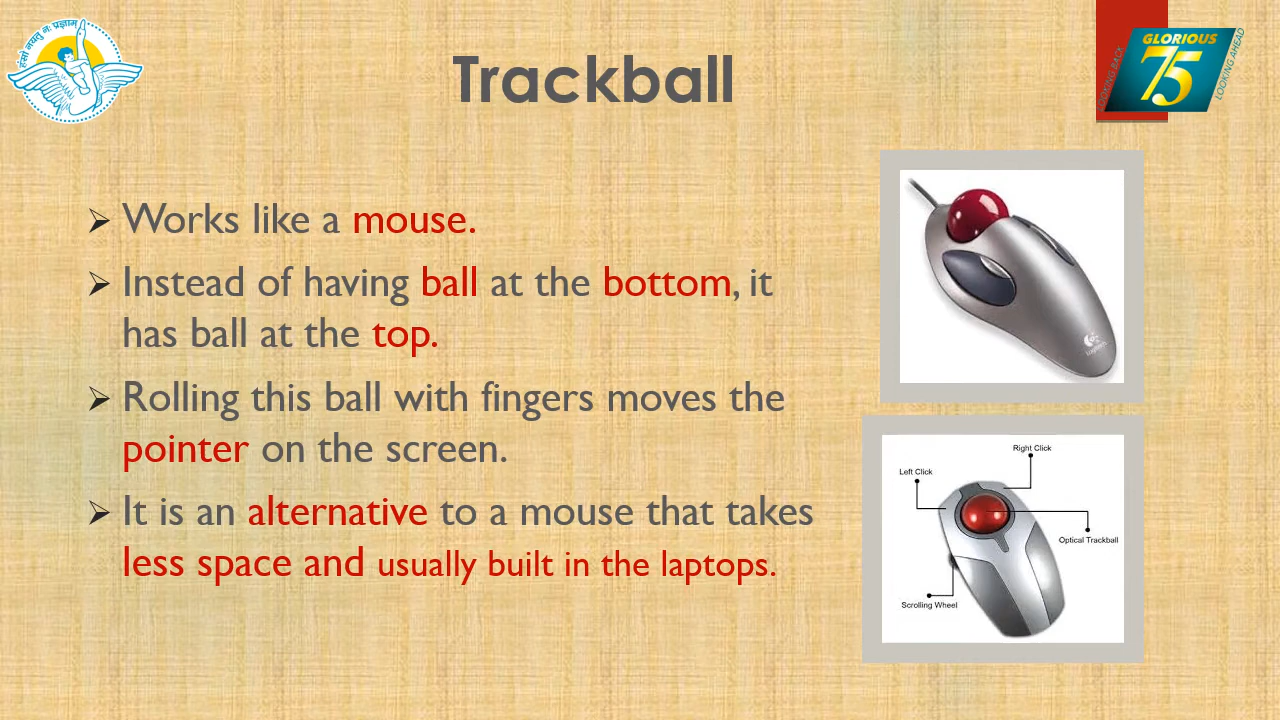 हंसो नयतु नः प्रज्ञाम्
Trackball
GLORIOUS
75
LOOKING BACK
LOOKING AHEAD
➢ Works like a mouse.
➢ Instead of having ball at the bottom, it
has ball at the top.
➢ Rolling this ball with fingers moves the
pointer on the screen.
➢ It is an alternative to a mouse that takes
less space and usually built in the laptops.
Logitech
Right Click
Left Click
Optical Trackball
Scrolling Wheel